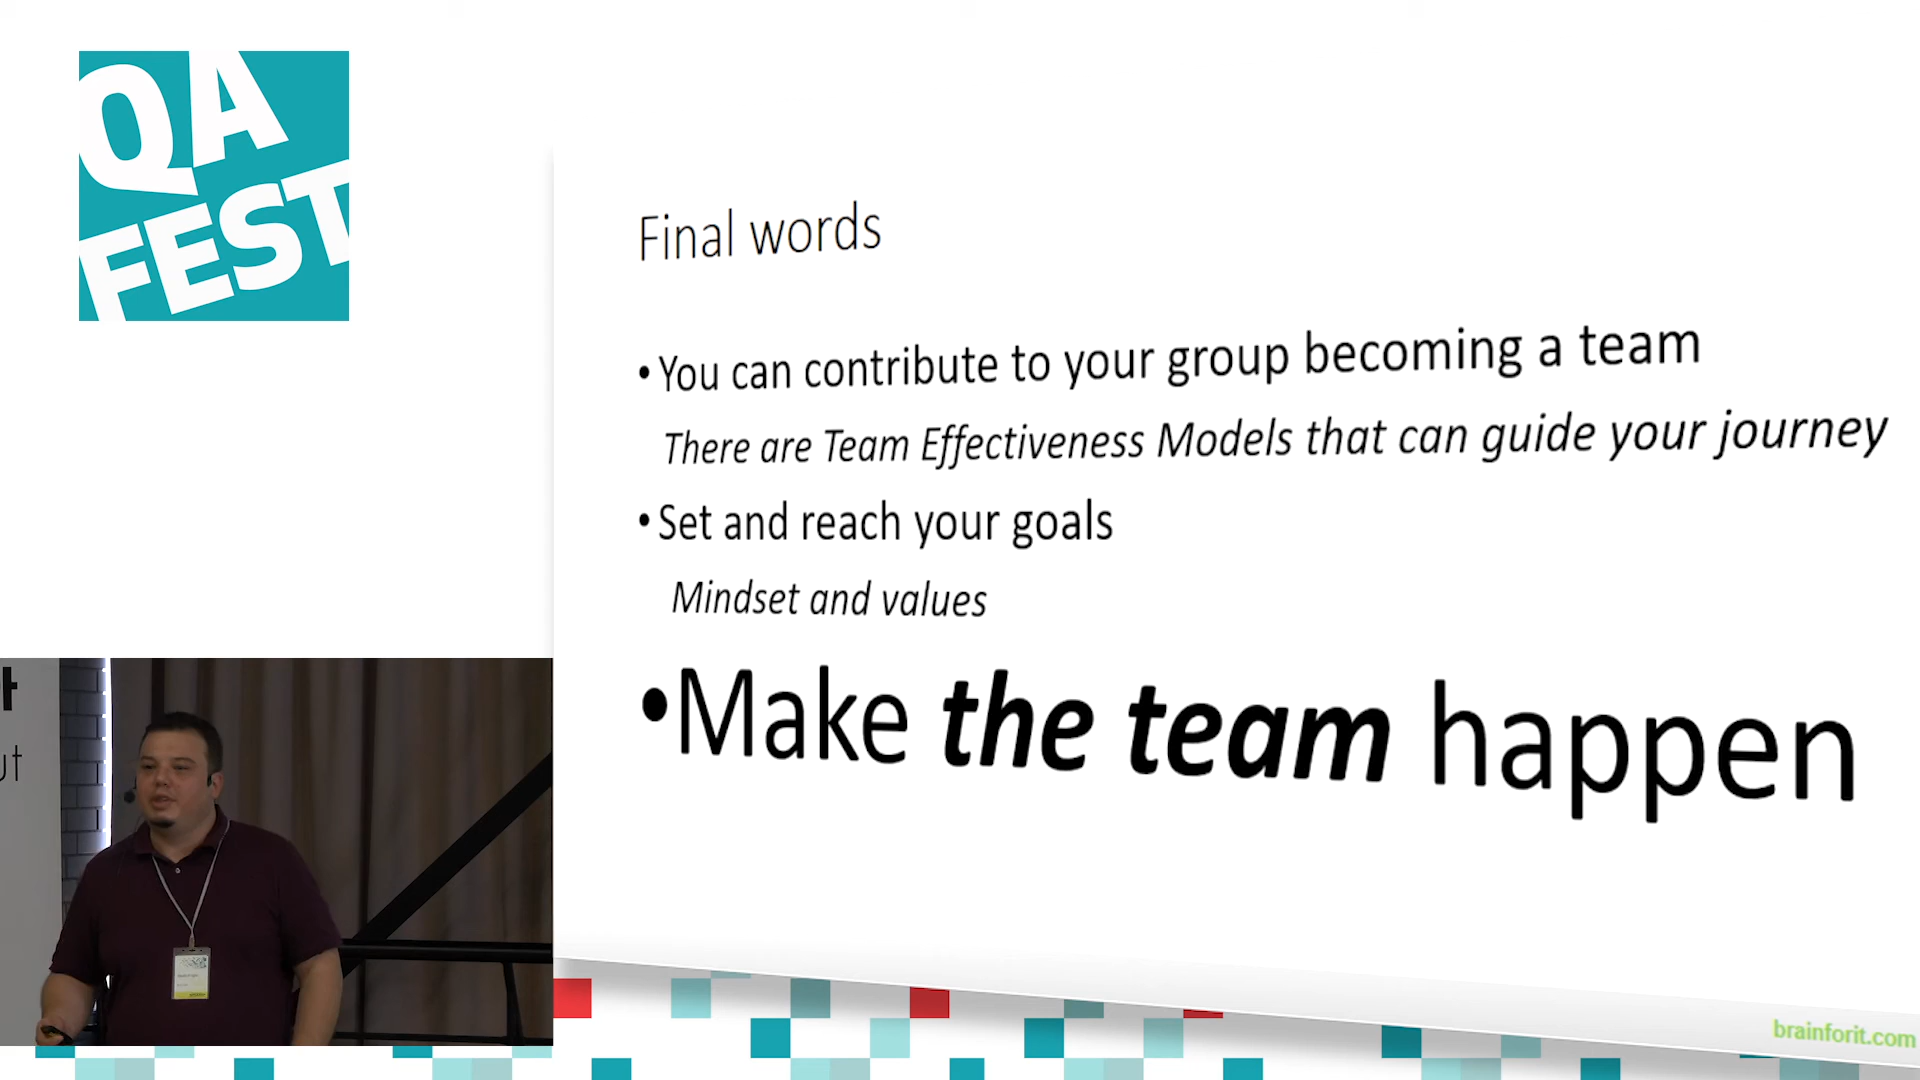 QA
FEST
Final words
• You can contribute to your group becoming a team
There are Team Effectiveness Models that can guide your journey
• Set and reach your goals
Mindset and values
• Make the team happen
brainforit.com
ut